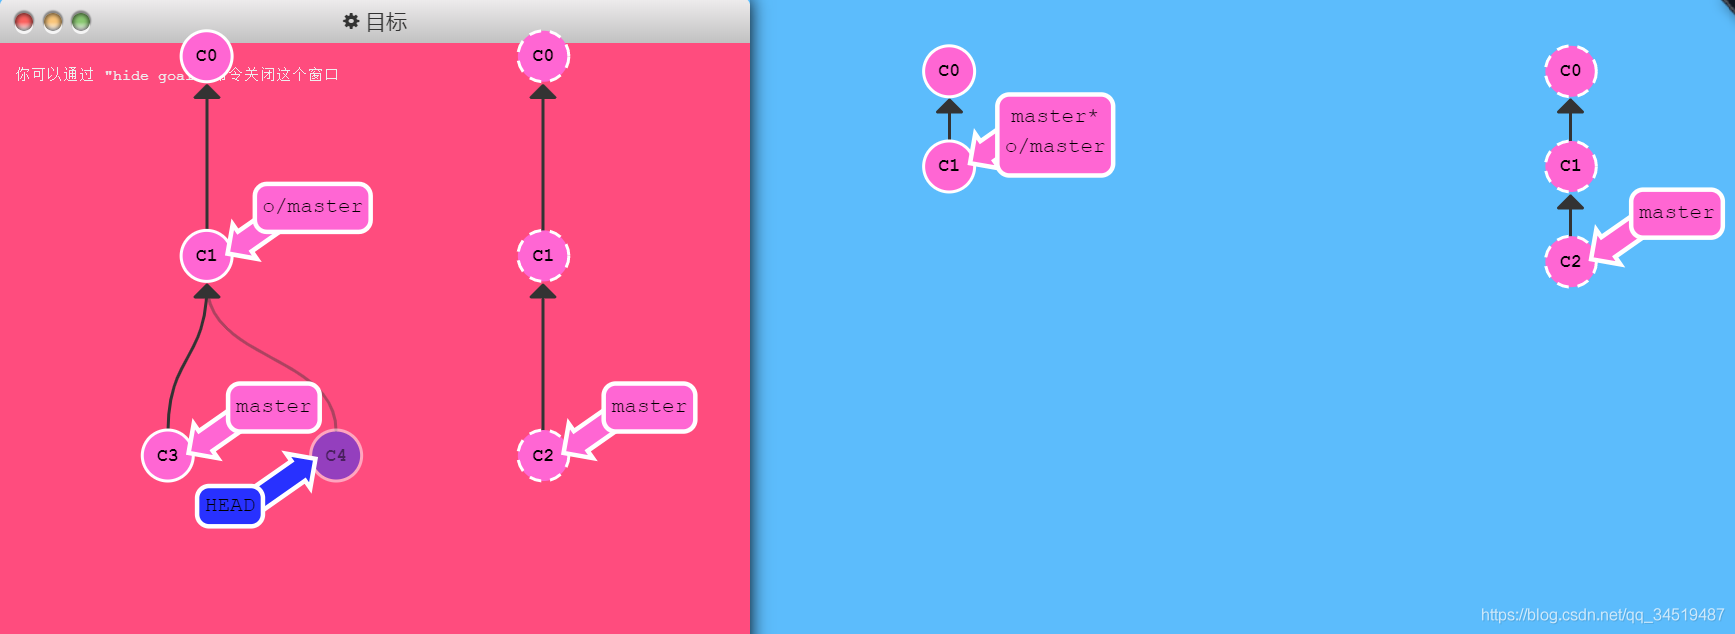 目标
你可以通过 "hide goal 命令关闭这个窗口
C0
C0
o/master
C1
C1
master
master
C3
C4
C2
HEAD
C0
C0
master*
o/master
C1
C1
master
C2
https://blog.csdn.net/qq_34519487